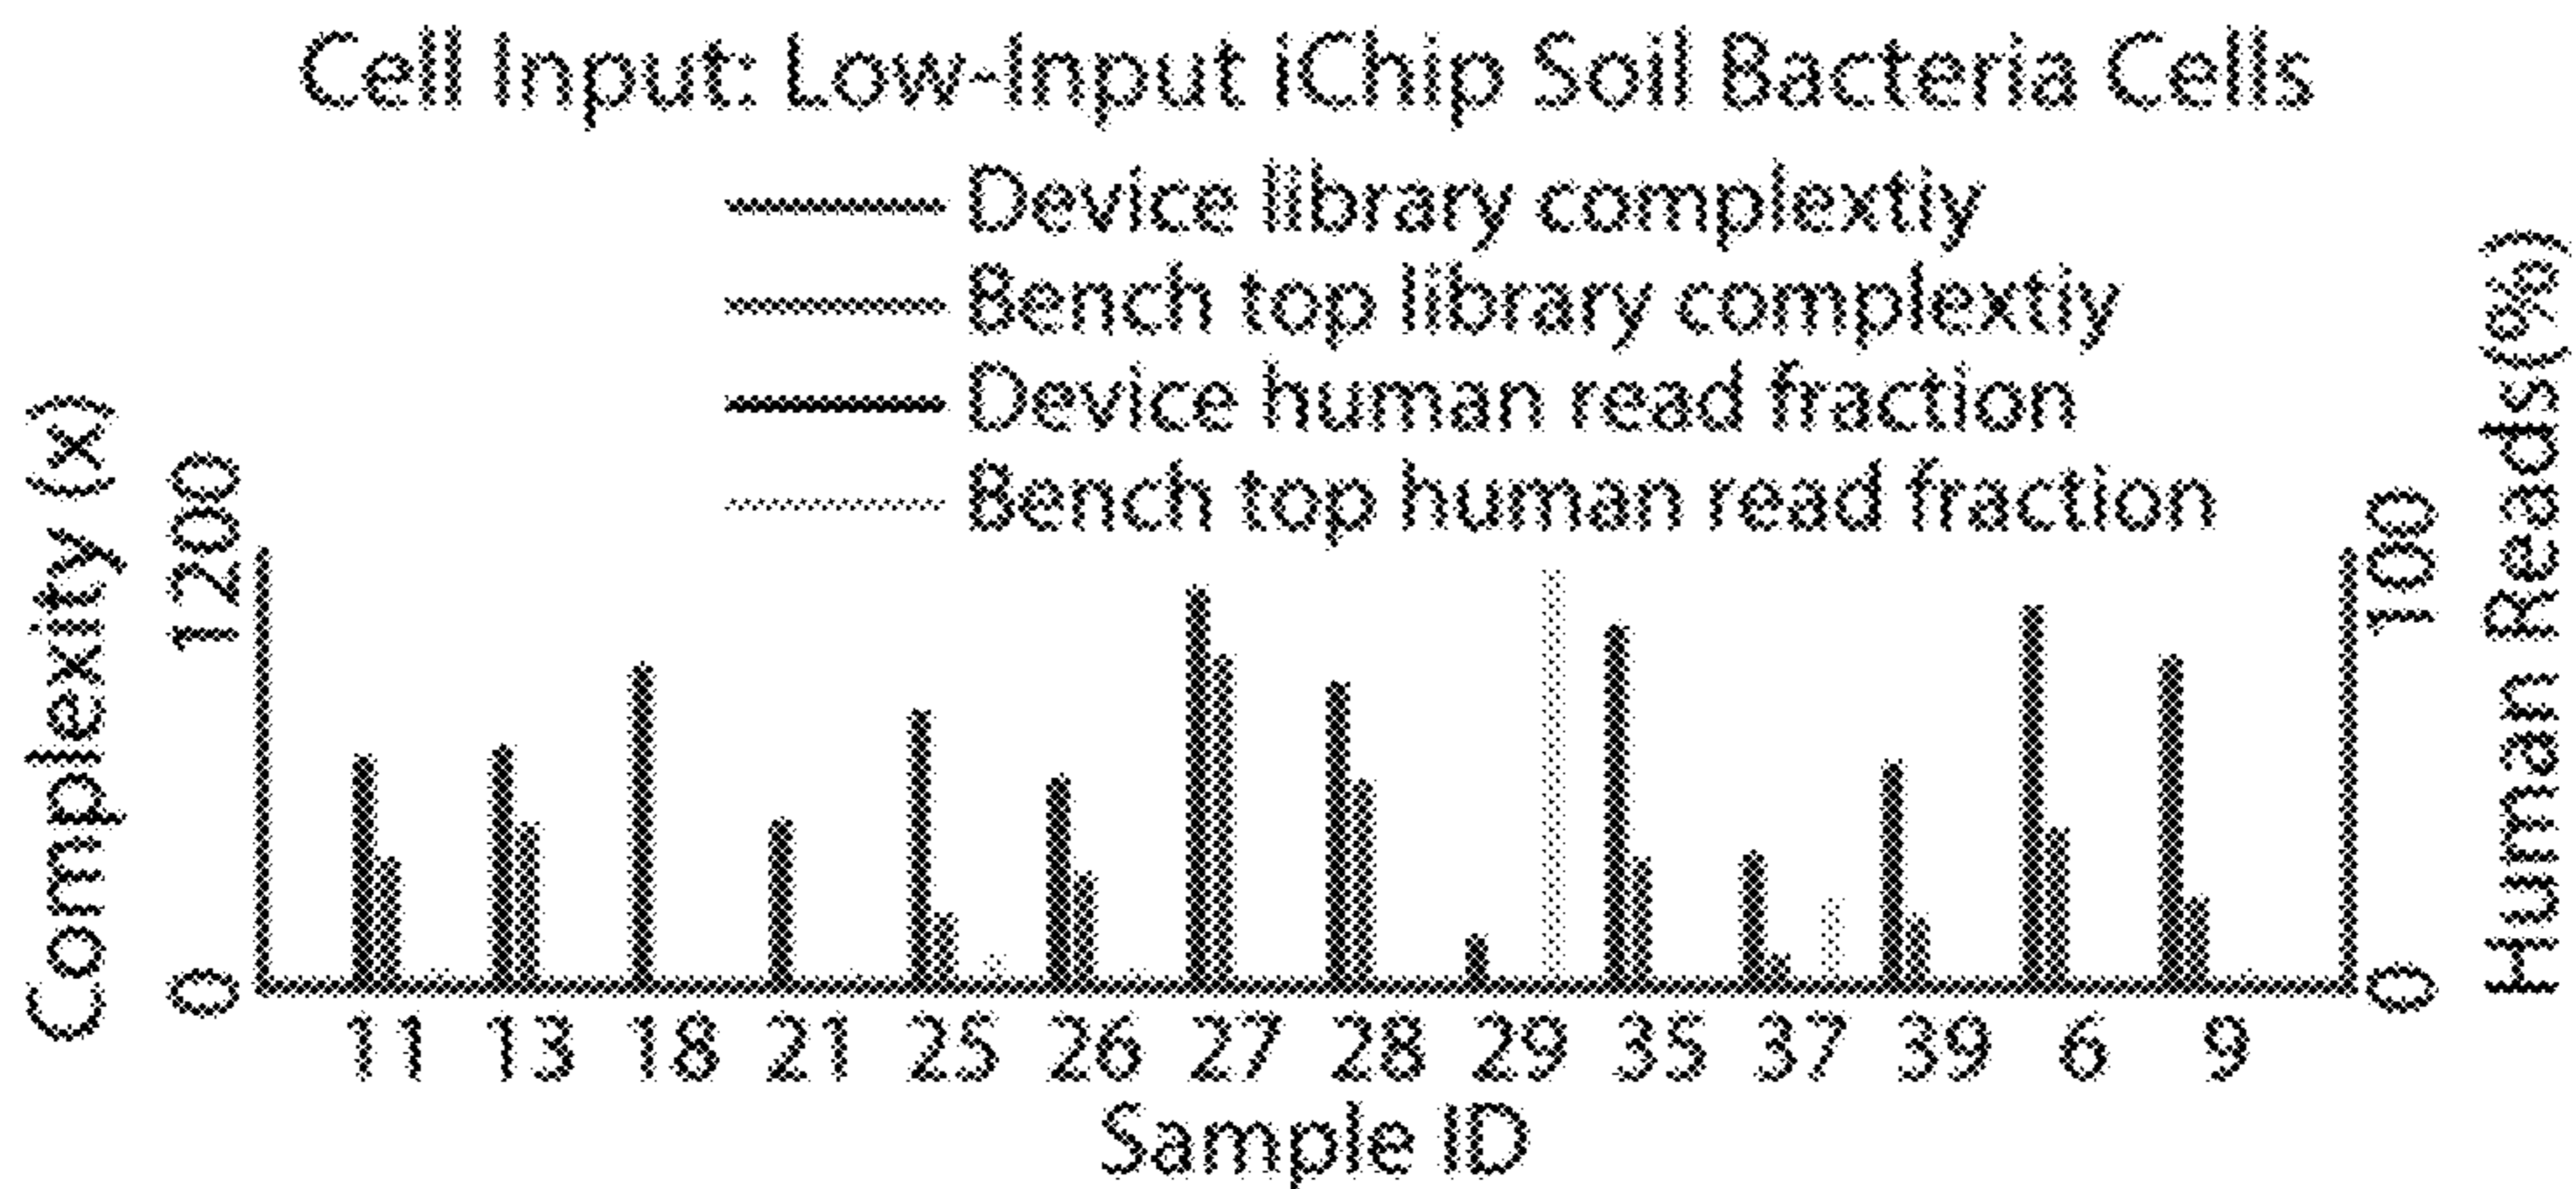 Cell Input: Low-Input iChip Soil Bacteria Cells
Device library complextiy
Bench top library complextiy
Device human read fraction
Bench top human read fraction
Complexity (x)
1200
0
100
0
Human Reads(%)
11 13 18 21 25 26 27 28 29 35 37 39 6 9
Sample ID